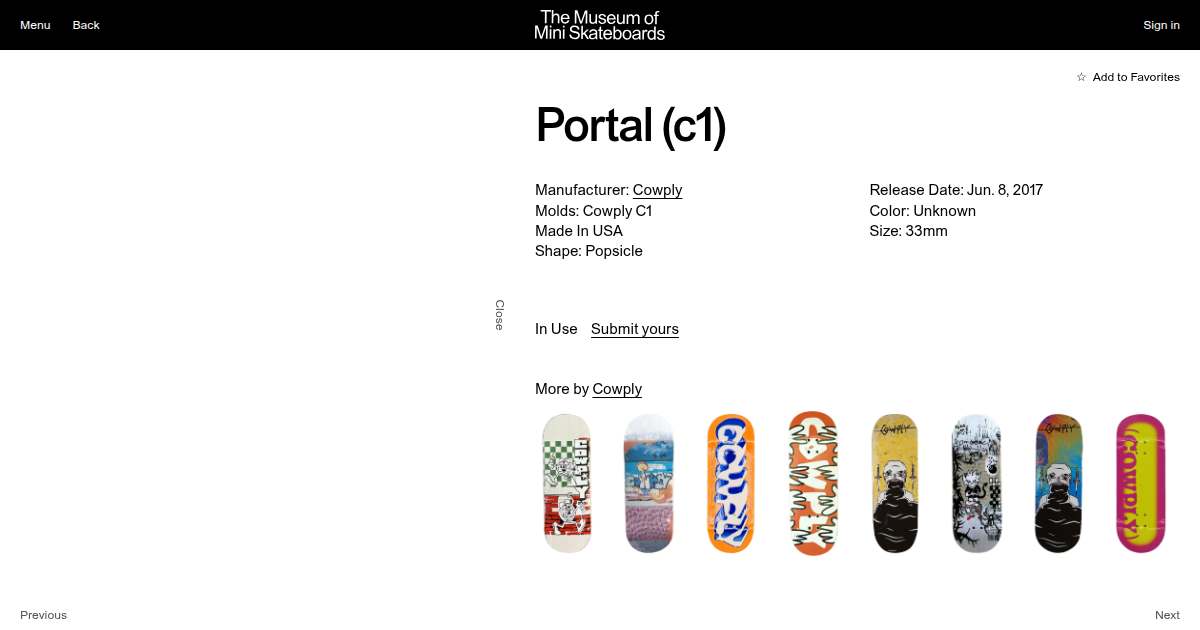 Menu
Back
The Museum of
Mini Skateboards
Sign in
☆ Add to Favorites
Portal (c1)
Manufacturer: Cowply
Molds: Cowply C1
Made In USA
Shape: Popsicle
Release Date: Jun. 8, 2017
Color: Unknown
Size: 33mm
Close
In Use
Submit yours
More by Cowply
COWPLY
Previous
Next